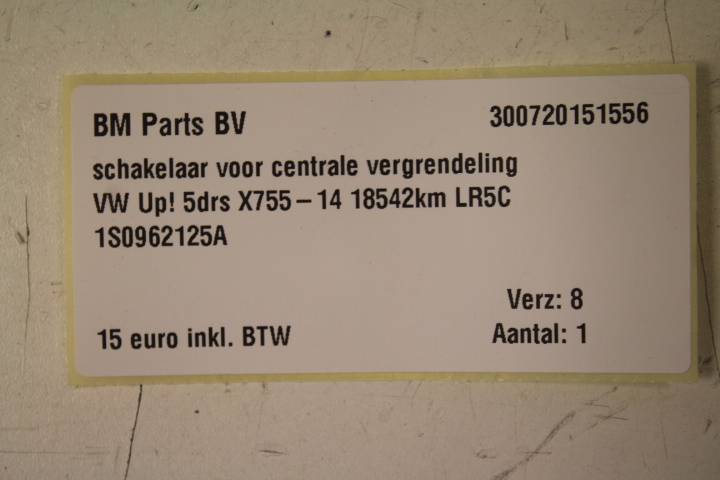 BM Parts BV 300720151556
schakelaar voor centrale vergrendeling
VW Up! 5drs X755-14 18542km LR5C
1S0962125A
Verz: 8
15 euro inkl. BTW Aantal: 1